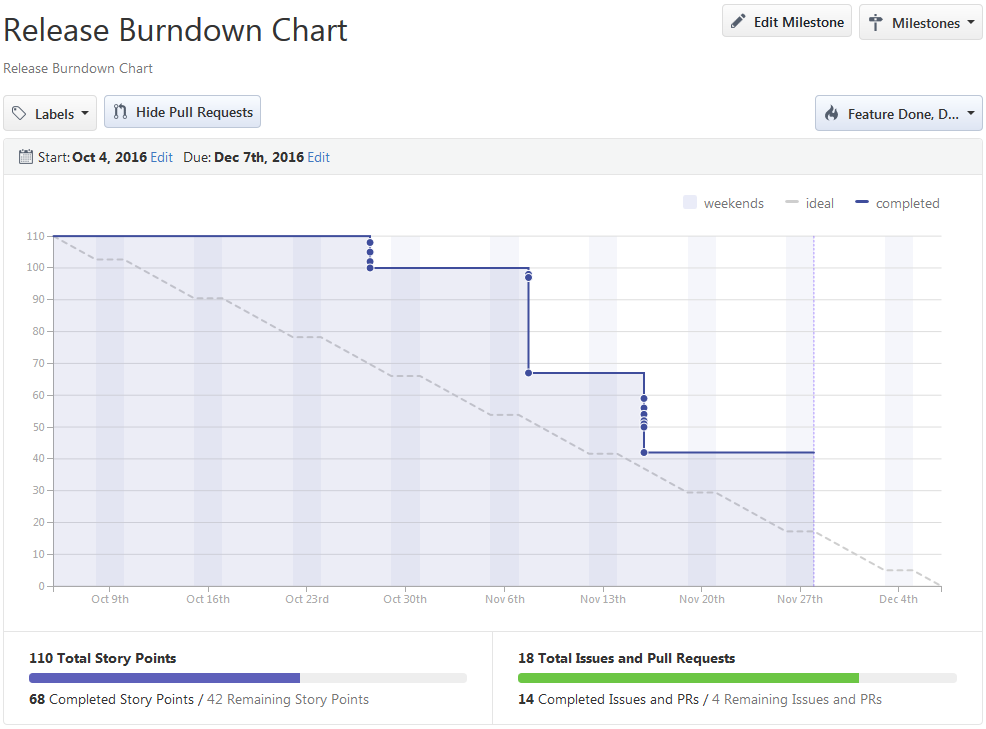 Release Burndown Chart
Edit Milestone
Milestones
Release Burndown Chart
Labels
Hide Pull Requests
Feature Done, D...
Start: Oct 4, 2016 Edit Due: Dec 7th, 2016 Edit
weekends ideal completed
110
100
90
80
70
60
50
40
30
20
10
0
Oct 9th Oct 16th Oct 23rd Oct 30th Nov 6th Nov 13th Nov 20th Nov 27th Dec 4th
110 Total Story Points
68 Completed Story Points / 42 Remaining Story Points
18 Total Issues and Pull Requests
14 Completed Issues and PRs / 4 Remaining Issues and PRs